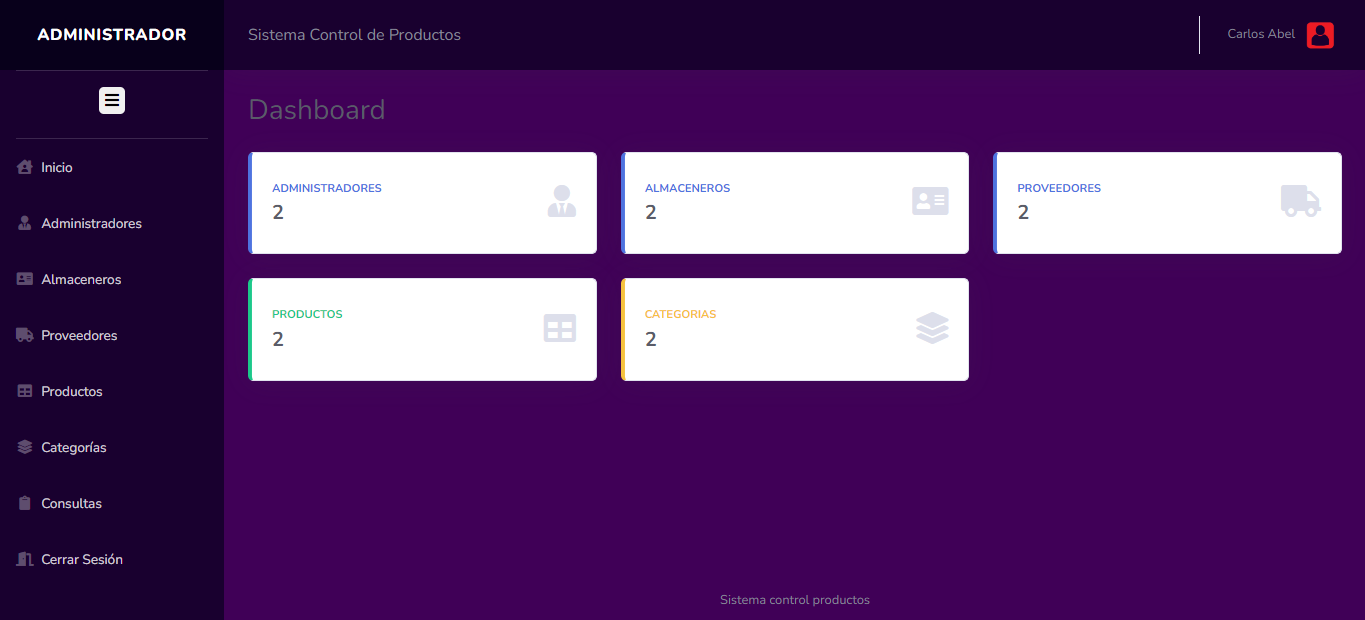 ADMINISTRADOR
Sistema Control de Productos
Carlos Abel
Inicio
Administradores
Almaceneros
Proveedores
Productos
Categorías
Consultas
Cerrar Sesión
Dashboard
ADMINISTRADORES
2
ALMACENEROS
2
PROVEEDORES
2
PRODUCTOS
2
CATEGORIAS
2
Sistema control productos